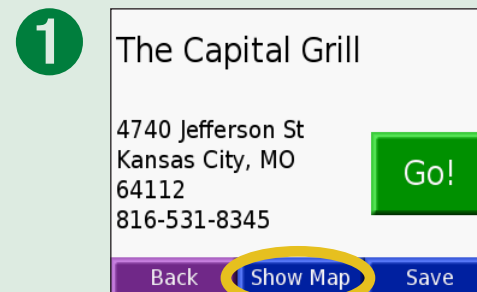 1
The Capital Grill
4740 Jefferson St
Kansas City, MO
64112
816-531-8345
Go!
Back Show Map Save